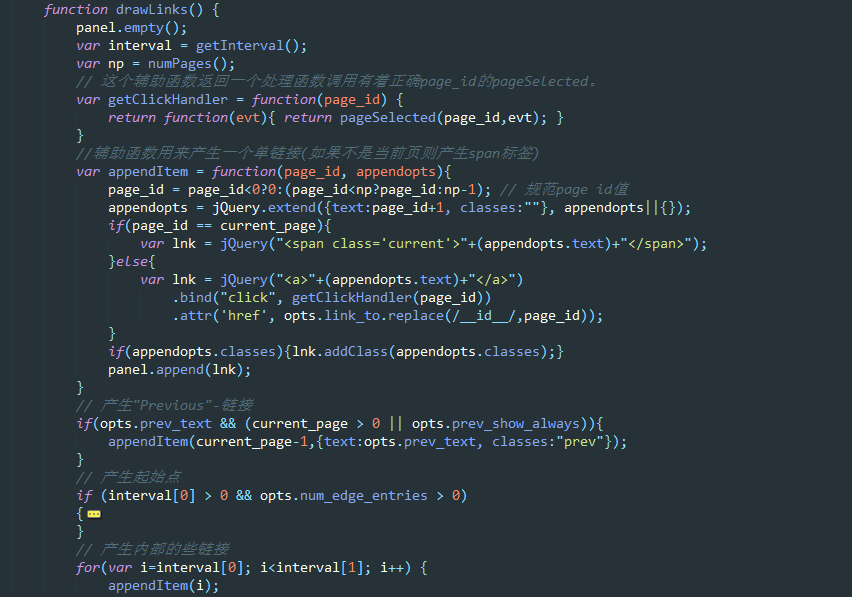 function drawLinks() {
panel.empty();
var interval = getInterval();
var np = numPages();
// 这个辅助函数返回一个处理函数调用有着正确page_id的pageSelected。
var getClickHandler = function(page_id) {
return function(evt){ return pageSelected(page_id,evt); }
}
//辅助函数用来产生一个单链接(如果不是当前页则产生span标签)
var appendItem = function(page_id, appendopts){
page_id = page_id<0?0:(page_id<np?page_id:np-1); // 规范page id值
appendopts = jQuery.extend({text:page_id+1, classes:""}, appendopts||{});
if(page_id == current_page){
var lnk = jQuery("<span class='current'>"+(appendopts.text)+"</span>");
}else{
var lnk = jQuery("<a>"+(appendopts.text)+"</a>")
.bind("click", getClickHandler(page_id))
.attr('href', opts.link_to.replace(/__id__/,page_id));
}
if(appendopts.classes){lnk.addClass(appendopts.classes);}
panel.append(lnk);
}
// 产生"Previous"-链接
if(opts.prev_text && (current_page > 0 || opts.prev_show_always)){
appendItem(current_page-1,{text:opts.prev_text, classes:"prev"});
}
// 产生起始点
if (interval[0] > 0 && opts.num_edge_entries > 0)
{
}
// 产生内部的些链接
for(var i=interval[0]; i<interval[1]; i++) {
appendItem(i);